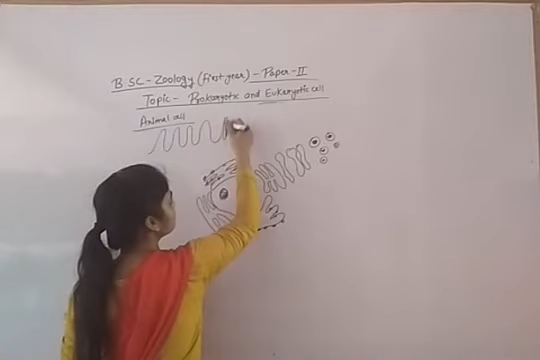 B.SC - Zoology (first year) - Paper - II
Topic - Prokaryotic and Eukaryotic cell
Animal cell